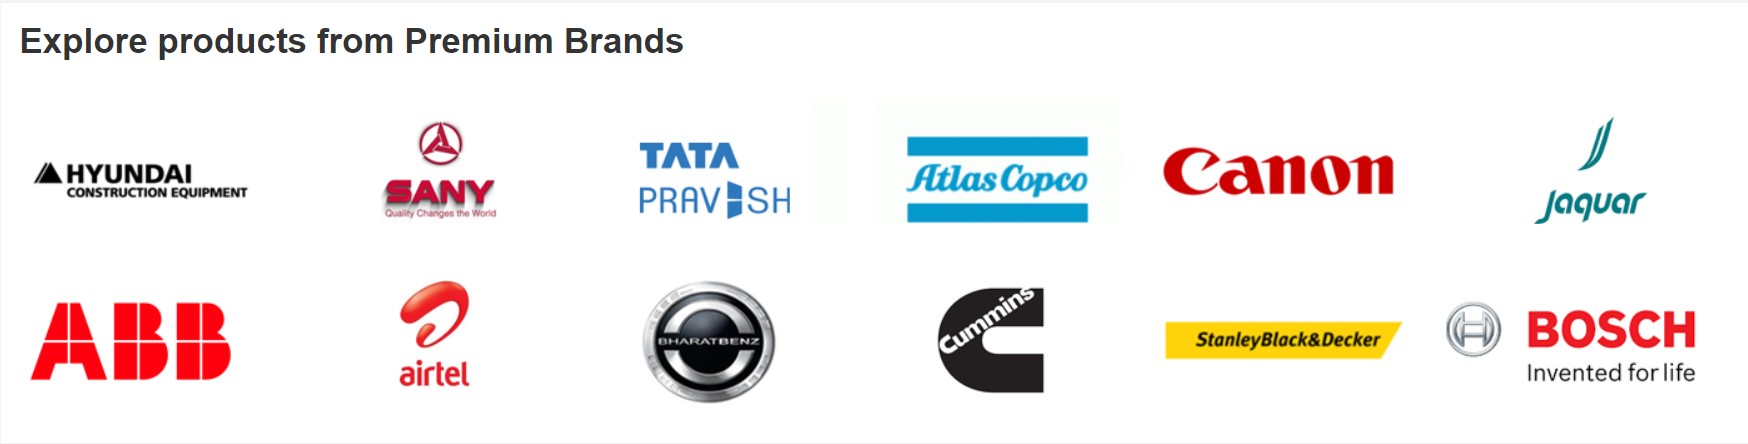 Explore products from Premium Brands
HYUNDAI
CONSTRUCTION EQUIPMENT
SANY
Quality Changes the World
TATA
PRAVESH
Atlas Copco
Canon
Jaquar
ABB
airtel
BHARATBENZ
Cummins
StanleyBlack&Decker
BOSCH
Invented for life